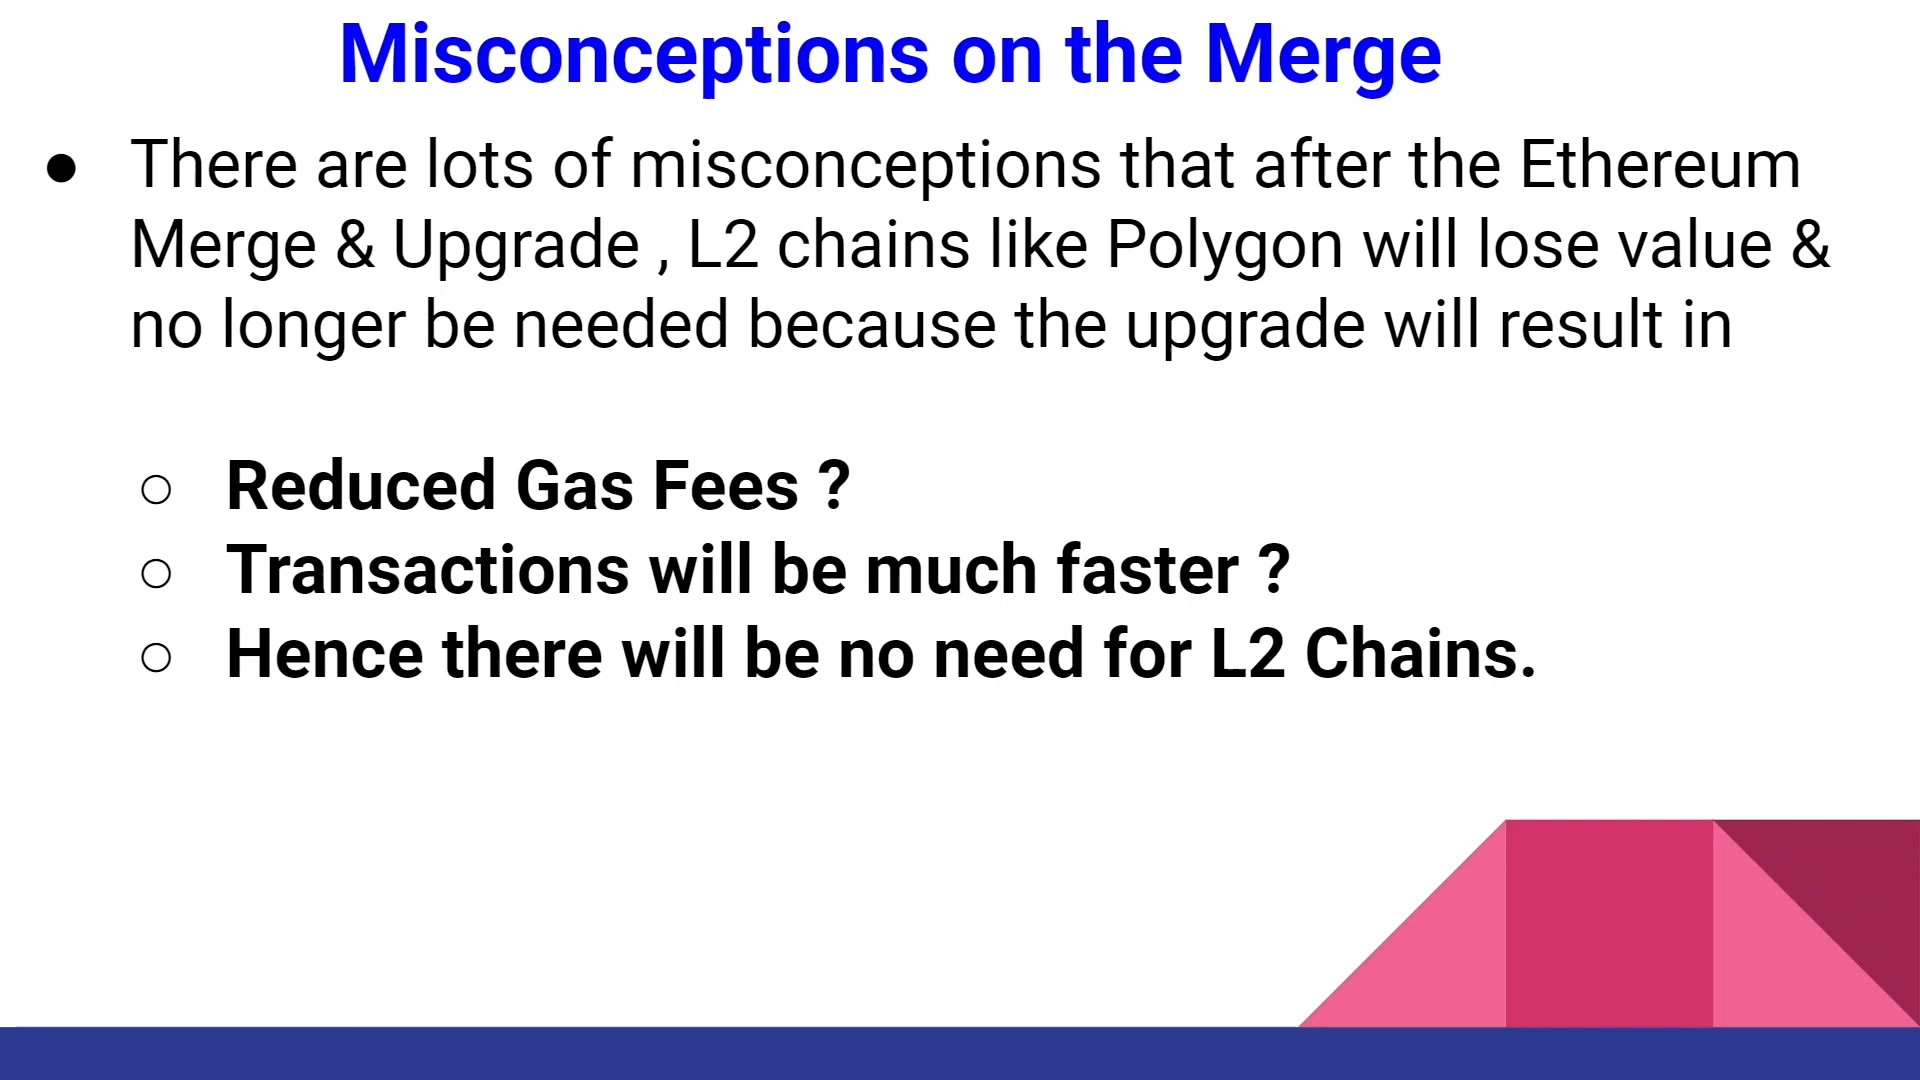 Misconceptions on the Merge
● There are lots of misconceptions that after the Ethereum
Merge & Upgrade , L2 chains like Polygon will lose value &
no longer be needed because the upgrade will result in
○ Reduced Gas Fees ?
○ Transactions will be much faster ?
○ Hence there will be no need for L2 Chains.